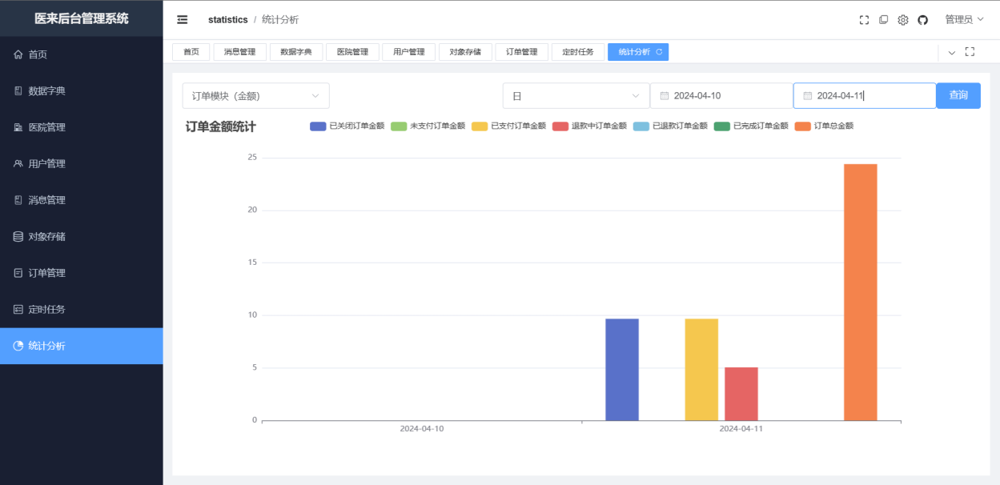 医来后台管理系统
statistics / 统计分析
管理员
首页
数据字典
医院管理
用户管理
消息管理
对象存储
订单管理
定时任务
统计分析
首页 消息管理 数据字典 医院管理 用户管理 对象存储 订单管理 定时任务 统计分析
订单模块（金额） 日 2024-04-10 2024-04-11 查询
订单金额统计
已关闭订单金额 未支付订单金额 已支付订单金额 退款中订单金额 已退款订单金额 已完成订单金额 订单总金额
25
20
15
10
5
0
2024-04-10 2024-04-11